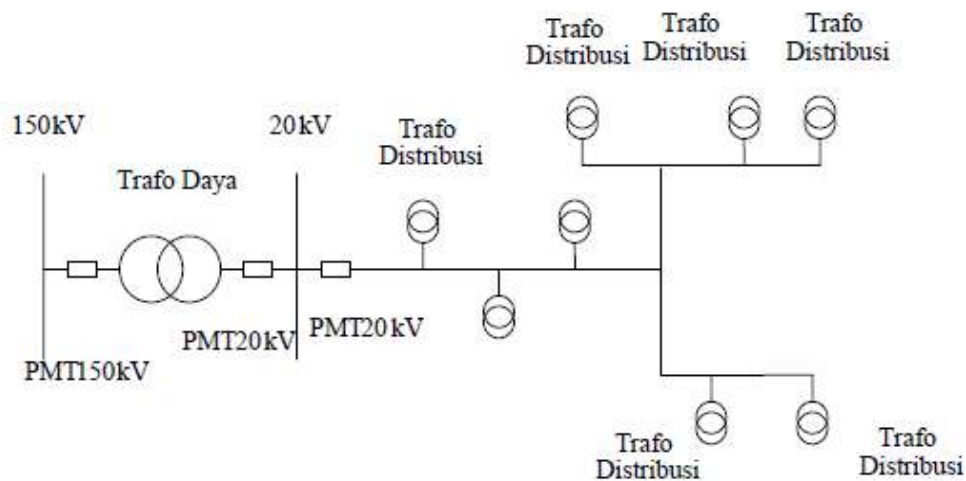 Trafo
Distribusi
Trafo
Distribusi
Trafo
Distribusi
150kV
20kV
Trafo
Distribusi
Trafo Daya
PMT150kV
PMT20kV
PMT20kV
Trafo
Distribusi
Trafo
Distribusi